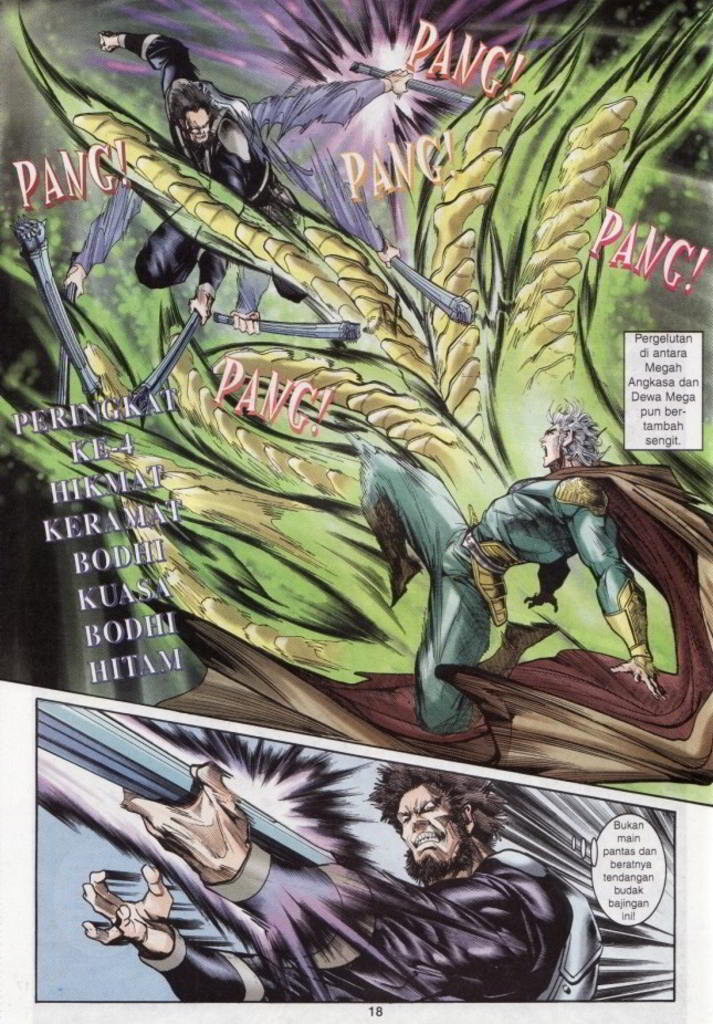 PANG!
PANG!
PANG!
PANG!
PANG!
Pergelutan
di antara
Megah
Angkasa dan
Dewa Mega
pun ber-
tambah
sengit.
PERINGKAT
KE-4
HIKMAT
KERAMAT
BODHI
KUASA
BODHI
HITAM
Bukan
main
pantas dan
beratnya
tendangan
budak
bajingan
ini!
18